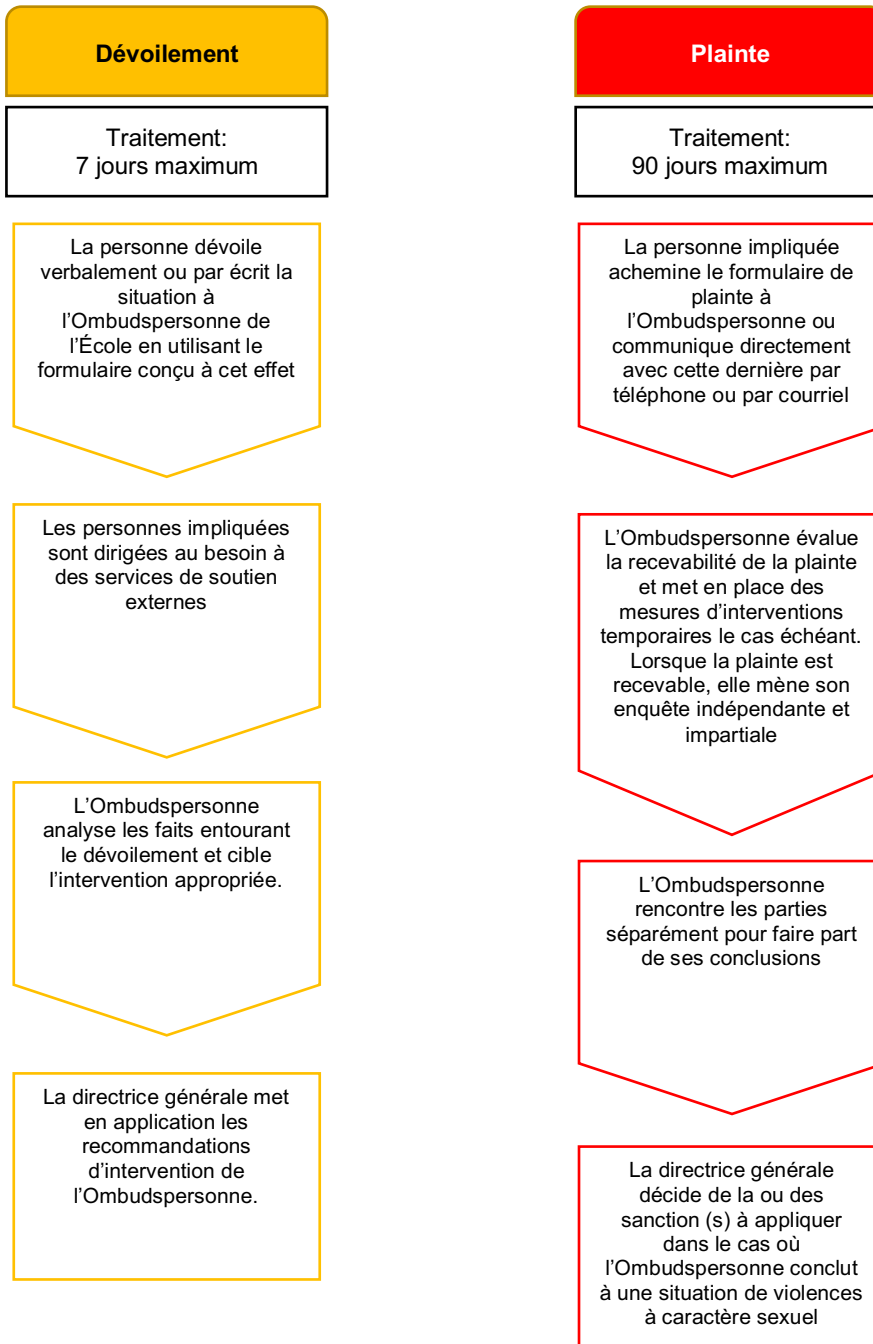 Dévoilement
Traitement:
7 jours maximum
La personne dévoile
verbalement ou par écrit la
situation à
l’Ombudspersonne de
l’École en utilisant le
formulaire conçu à cet effet
Les personnes impliquées
sont dirigées au besoin à
des services de soutien
externes
L’Ombudspersonne
analyse les faits entourant
le dévoilement et cible
l’intervention appropriée.
La directrice générale met
en application les
recommandations
d’intervention de
l’Ombudspersonne.
Plainte
Traitement:
90 jours maximum
La personne impliquée
achemine le formulaire de
plainte à
l’Ombudspersonne ou
communique directement
avec cette dernière par
téléphone ou par courriel
L’Ombudspersonne évalue
la recevabilité de la plainte
et met en place des
mesures d’interventions
temporaires le cas échéant.
Lorsque la plainte est
recevable, elle mène son
enquête indépendante et
impartiale
L’Ombudspersonne
rencontre les parties
séparément pour faire part
de ses conclusions
La directrice générale
décide de la ou des
sanction (s) à appliquer
dans le cas où
l’Ombudspersonne conclut
à une situation de violences
à caractère sexuel